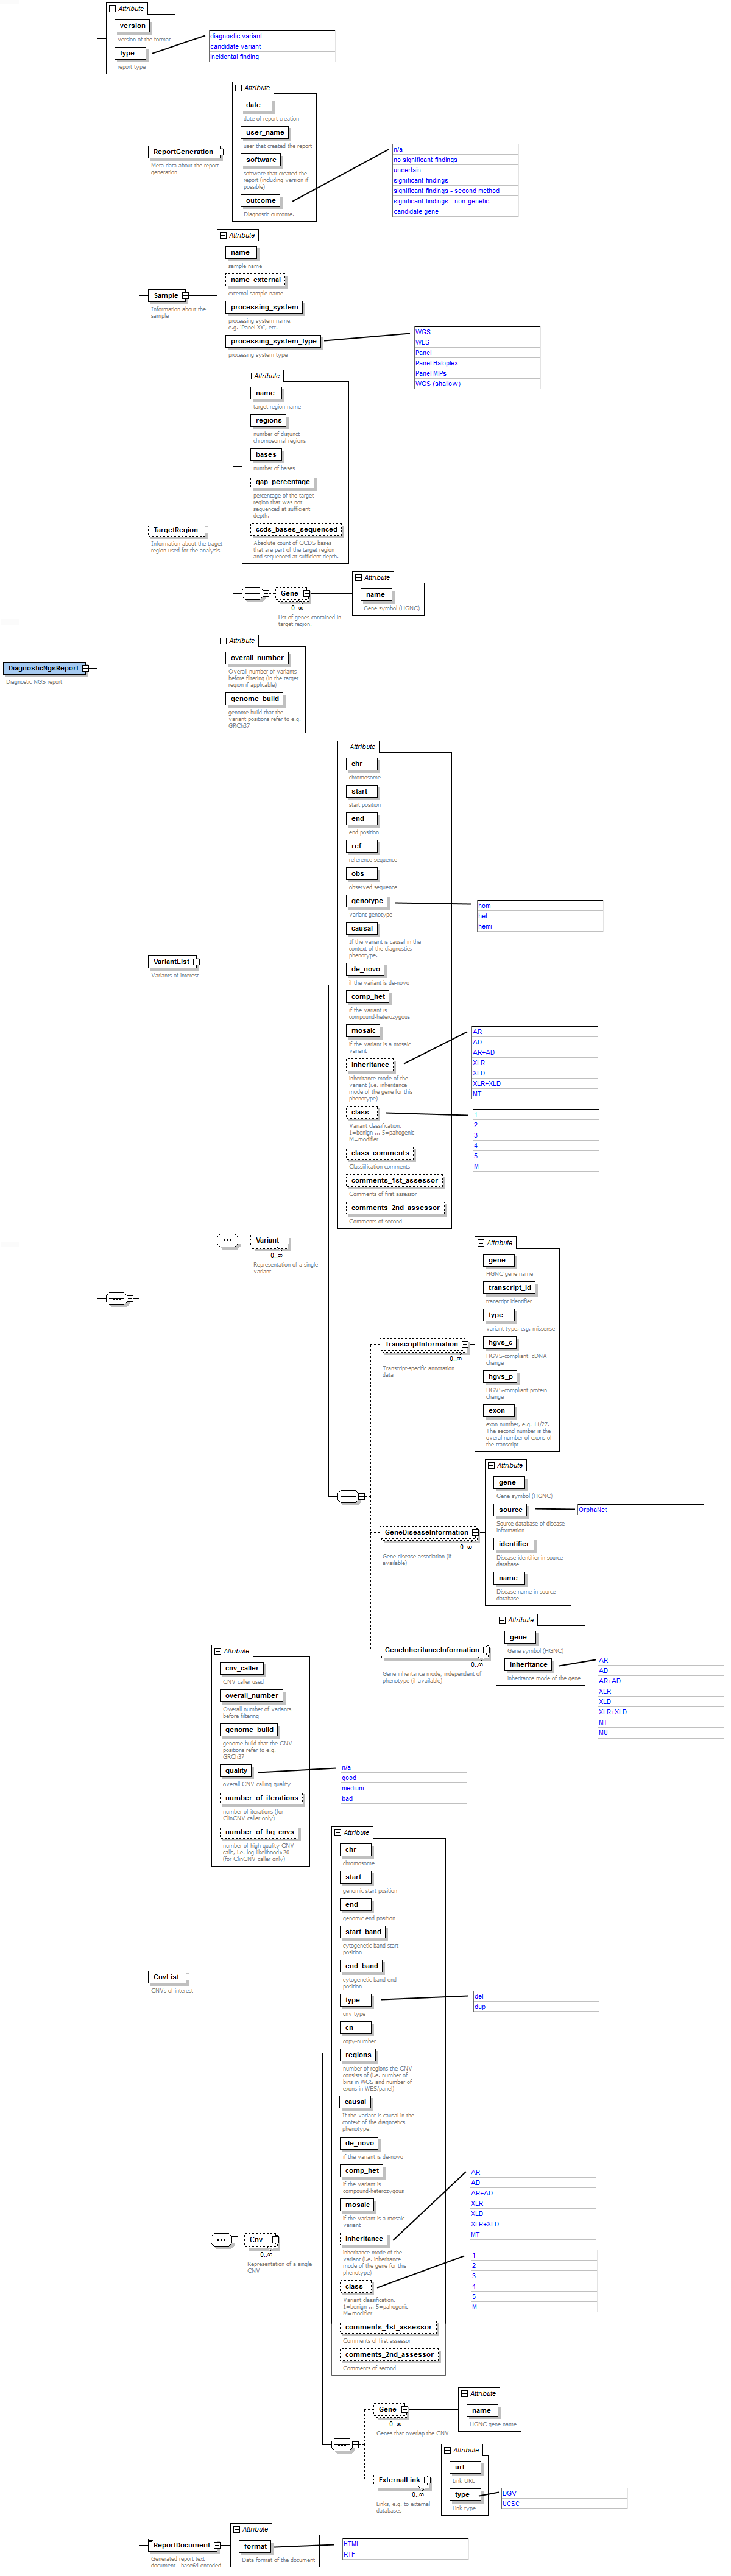 Attribute
version
version of the format
type
report type
diagnostic variant
candidate variant
incidental finding
Attribute
date
date of report creation
user_name
user that created the report
software
software that created the
report (including version if
possible)
outcome
Diagnostic outcome.
ReportGeneration
Meta data about the report
generation
n/a
no significant findings
uncertain
significant findings
significant findings - second method
significant findings - non-genetic
candidate gene
Attribute
name
sample name
name_external
external sample name
processing_system
processing system name,
e.g. 'Panel XY', etc.
processing_system_type
processing system type
Sample
Information about the
sample
WGS
WES
Panel
Panel Haloplex
Panel MIPs
WGS (shallow)
Attribute
name
target region name
regions
number of disjunct
chromosomal regions
bases
number of bases
gap_percentage
percentage of the target
region that was not
sequenced at sufficient
depth.
ccds_bases_sequenced
Absolute count of CCDS bases
that are part of the target region
and sequenced at sufficient depth.
TargetRegion
Information about the traget
region used for the analysis
Gene
0..∞
List of genes contained in
target region.
Attribute
name
Gene symbol (HGNC)
DiagnosticNgsReport
Diagnostic NGS report
Attribute
overall_number
Overall number of variants
before filtering (in the target
region if applicable)
genome_build
genome build that the
variant positions refer to e.g.
GRCh37
VariantList
Variants of interest
Attribute
chr
chromosome
start
start position
end
end position
ref
reference sequence
obs
observed sequence
genotype
variant genotype
causal
If the variant is causal in the
context of the diagnostics
phenotype.
de_novo
if the variant is de-novo
comp_het
if the variant is
compound-heterozygous
mosaic
if the variant is a mosaic
variant
inheritance
inheritance mode of the
variant (i.e. inheritance
mode of the gene for this
phenotype)
class
Variant classification.
1=benign ... 5=pahogenic
M=modifier
class_comments
Classification comments
comments_1st_assessor
Comments of first assessor
comments_2nd_assessor
Comments of second
hom
het
hemi
AR
AD
AR+AD
XLR
XLD
XLR+XLD
MT
1
2
3
4
5
M
Variant
0..∞
Representation of a single
variant
Attribute
gene
HGNC gene name
transcript_id
transcript identifier
type
variant type, e.g. missense
hgvs_c
HGVS-compliant cDNA
change
hgvs_p
HGVS-compliant protein
change
exon
exon number, e.g. 11/27.
The second number is the
overal number of exons of
the transcript
TranscriptInformation
0..∞
Transcript-specific annotation
data
Attribute
gene
Gene symbol (HGNC)
source
Source database of disease
information
identifier
Disease identifier in source
database
name
Disease name in source
database
OrphaNet
GeneDiseaseInformation
0..∞
Gene-disease association (if
available)
Attribute
gene
Gene symbol (HGNC)
inheritance
inheritance mode of the gene
GeneInheritanceInformation
0..∞
Gene inheritance mode, independent of
phenotype (if available)
AR
AD
AR+AD
XLR
XLD
XLR+XLD
MT
MU
Attribute
cnv_caller
CNV caller used
overall_number
Overall number of variants
before filtering
genome_build
genome build that the CNV
positions refer to e.g.
GRCh37
quality
overall CNV calling quality
number_of_iterations
number of iterations (for
ClinCNV caller only)
number_of_hq_cnvs
number of high-quality CNV
calls, i.e. log-likelihood>20
(for ClinCNV caller only)
n/a
good
medium
bad
CnvList
CNVs of interest
Attribute
chr
chromosome
start
genomic start position
end
genomic end position
start_band
cytogenetic band start
position
end_band
cytgenetic band end
position
type
cnv type
cn
copy-number
regions
number of regions the CNV
consists of (i.e. number of
bins in WGS and number of
exons in WES/panel)
causal
If the variant is causal in the
context of the diagnostics
phenotype.
de_novo
if the variant is de-novo
comp_het
if the variant is
compound-heterozygous
mosaic
if the variant is a mosaic
variant
inheritance
inheritance mode of the
variant (i.e. inheritance
mode of the gene for this
phenotype)
class
Variant classification.
1=benign ... 5=pahogenic
M=modifier
comments_1st_assessor
Comments of first assessor
comments_2nd_assessor
Comments of second
del
dup
AR
AD
AR+AD
XLR
XLD
XLR+XLD
MT
1
2
3
4
5
M
Cnv
0..∞
Representation of a single
CNV
Gene
0..∞
Genes that overlap the CNV
Attribute
name
HGNC gene name
ExternalLink
0..∞
Links, e.g. to external
databases
Attribute
url
Link URL
type
Link type
DGV
UCSC
ReportDocument
Generated report text
document - base64 encoded
Attribute
format
Data format of the document
HTML
RTF